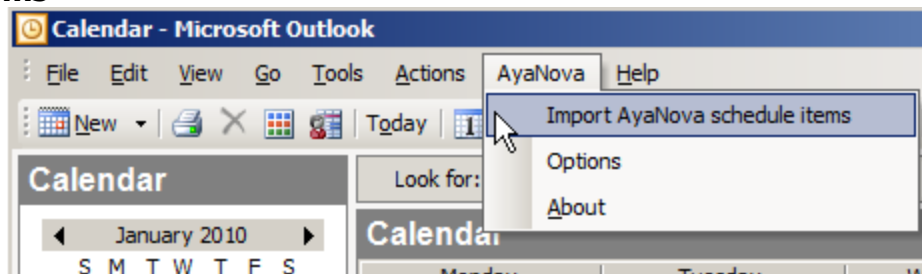 Calendar - Microsoft Outlook
File Edit View Go Tools Actions AyaNova Help
New Today 1 Import AyaNova schedule items
Options
About
Calendar Look for:
January 2010 Calendar
S M T W T F S Monday Tuesday